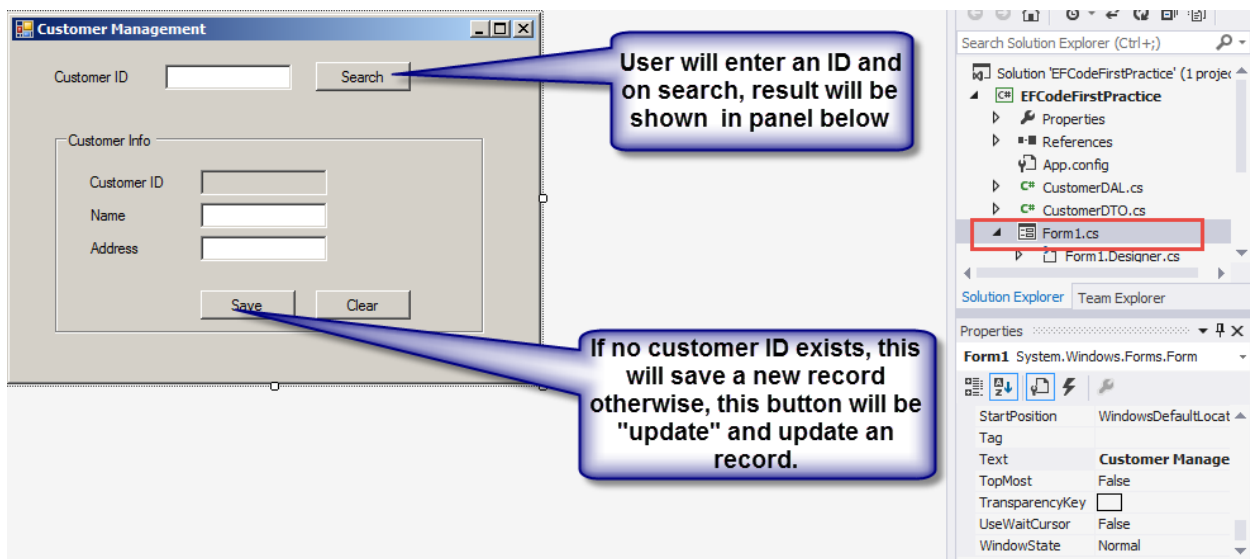 Customer Management
Customer ID
Search
User will enter an ID and
on search, result will be
shown in panel below
Customer Info
Customer ID
Name
Address
Save
Clear
If no customer ID exists, this
will save a new record
otherwise, this button will be
"update" and update an
record.
Search Solution Explorer (Ctrl+;)
Solution 'EFCodeFirstPractice' (1 projec
C# EFCodeFirstPractice
Properties
References
App.config
C# CustomerDAL.cs
C# CustomerDTO.cs
Form1.cs
Form1.Designer.cs
Solution Explorer Team Explorer
Properties
Form1 System.Windows.Forms.Form
StartPosition WindowsDefaultLocat
Tag
Text Customer Manage
TopMost False
TransparencyKey
UseWaitCursor False
WindowState Normal